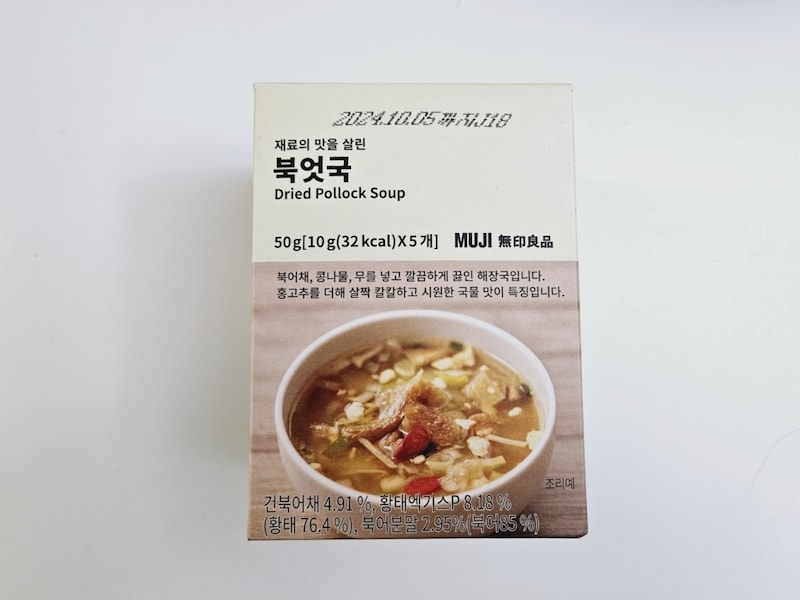 2024.10.05까지J18
재료의 맛을 살린
북엇국
Dried Pollock Soup
50g[10g(32kcal)X5개] MUJI 無印良品
북어채, 콩나물, 무를 넣고 깔끔하게 끓인 해장국입니다.
홍고추를 더해 살짝 칼칼하고 시원한 국물 맛이 특징입니다.
조리예
건북어채 4.91 %, 황태엑기스P 8.18 %
(황태 76.4 %), 북어분말 2.95%(북어85 %)